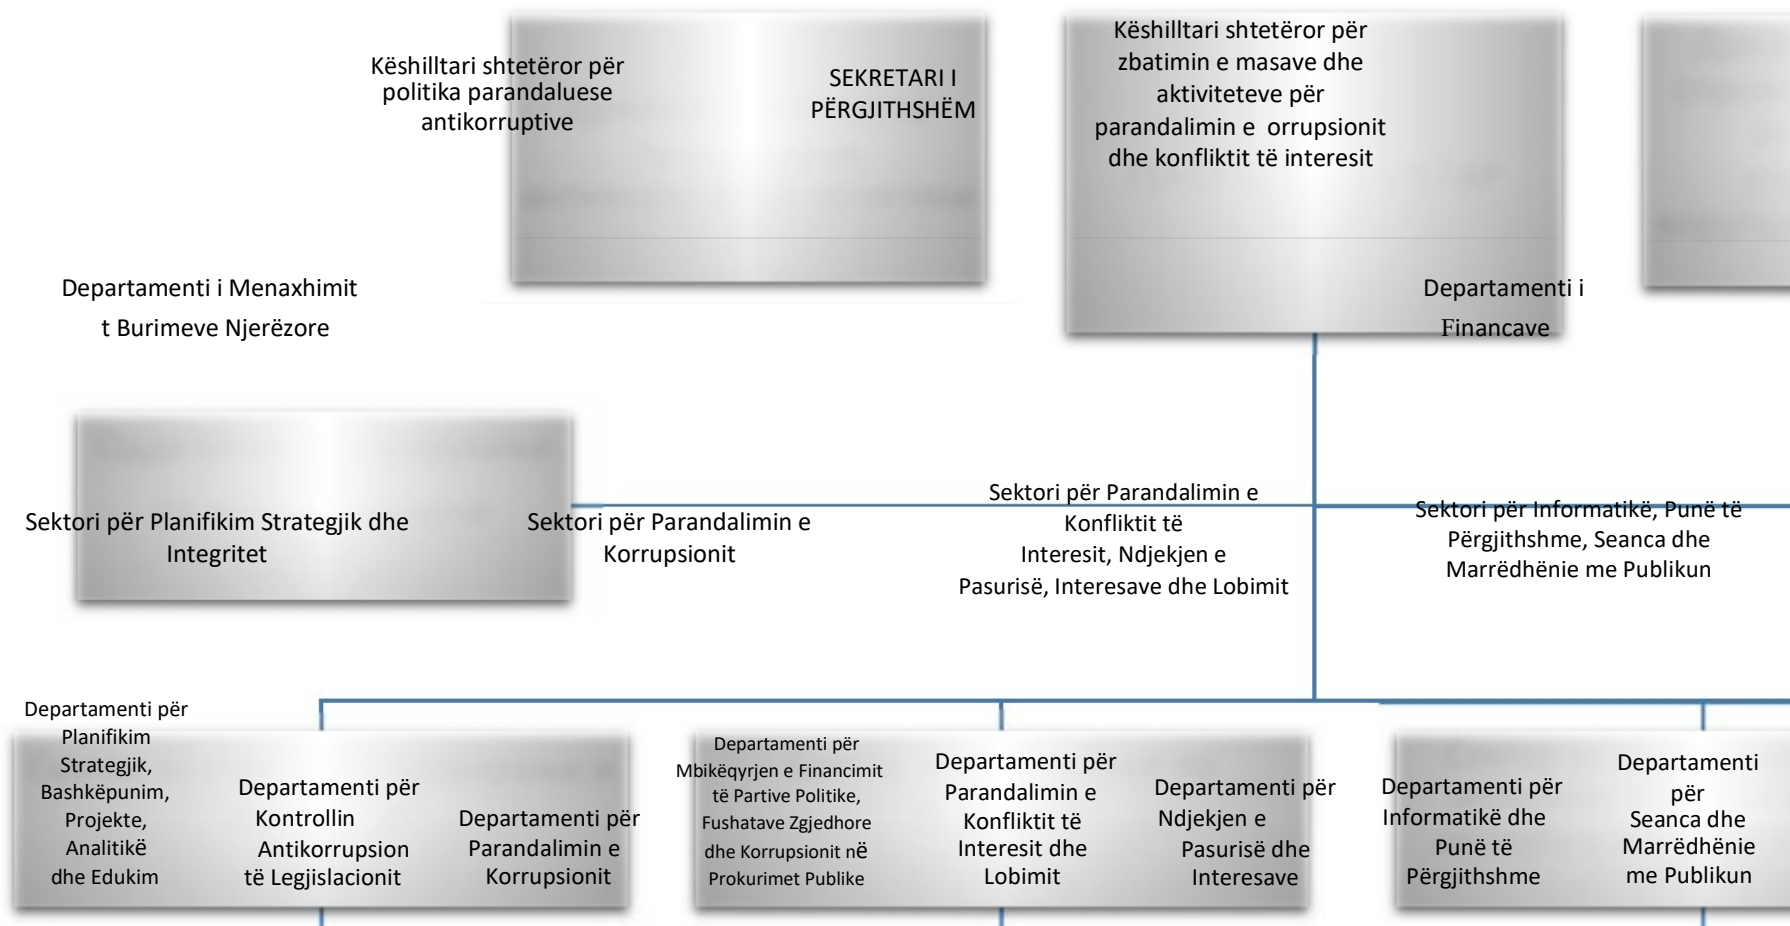 Këshilltari shtetëror për
politika parandaluese
antikorruptive
SEKRETARI I
PËRGJITHSHËM
Këshilltari shtetëror për
zbatimin e masave dhe
aktiviteteve për
parandalimin e orrupsionit
dhe konfliktit të interesit
Departamenti i Menaxhimit
t Burimeve Njerëzore
Departamenti i
Financave
Sektori për Planifikim Strategjik dhe
Integritet
Sektori për Parandalimin e
Korrupsionit
Sektori për Parandalimin e
Konfliktit të
Interesit, Ndjekjen e
Pasurisë, Interesave dhe Lobimit
Sektori për Informatikë, Punë të
Përgjithshme, Seanca dhe
Marrëdhënie me Publikun
Departamenti për
Planifikim
Strategjik,
Bashkëpunim,
Projekte,
Analitikë
dhe Edukim
Departamenti për
Kontrollin
Antikorrupsion
të Legjislacionit
Departamenti për
Parandalimin e
Korrupsionit
Departamenti për
Mbikëqyrjen e Financimit
të Partive Politike,
Fushatave Zgjedhore
dhe Korrupsionit në
Prokurimet Publike
Departamenti për
Parandalimin e
Konfliktit të
Interesit dhe
Lobimit
Departamenti për
Ndjekjen e
Pasurisë dhe
Interesave
Departamenti për
Informatikë dhe
Punë të
Përgjithshme
Departamenti
për
Seanca dhe
Marrëdhënie
me Publikun